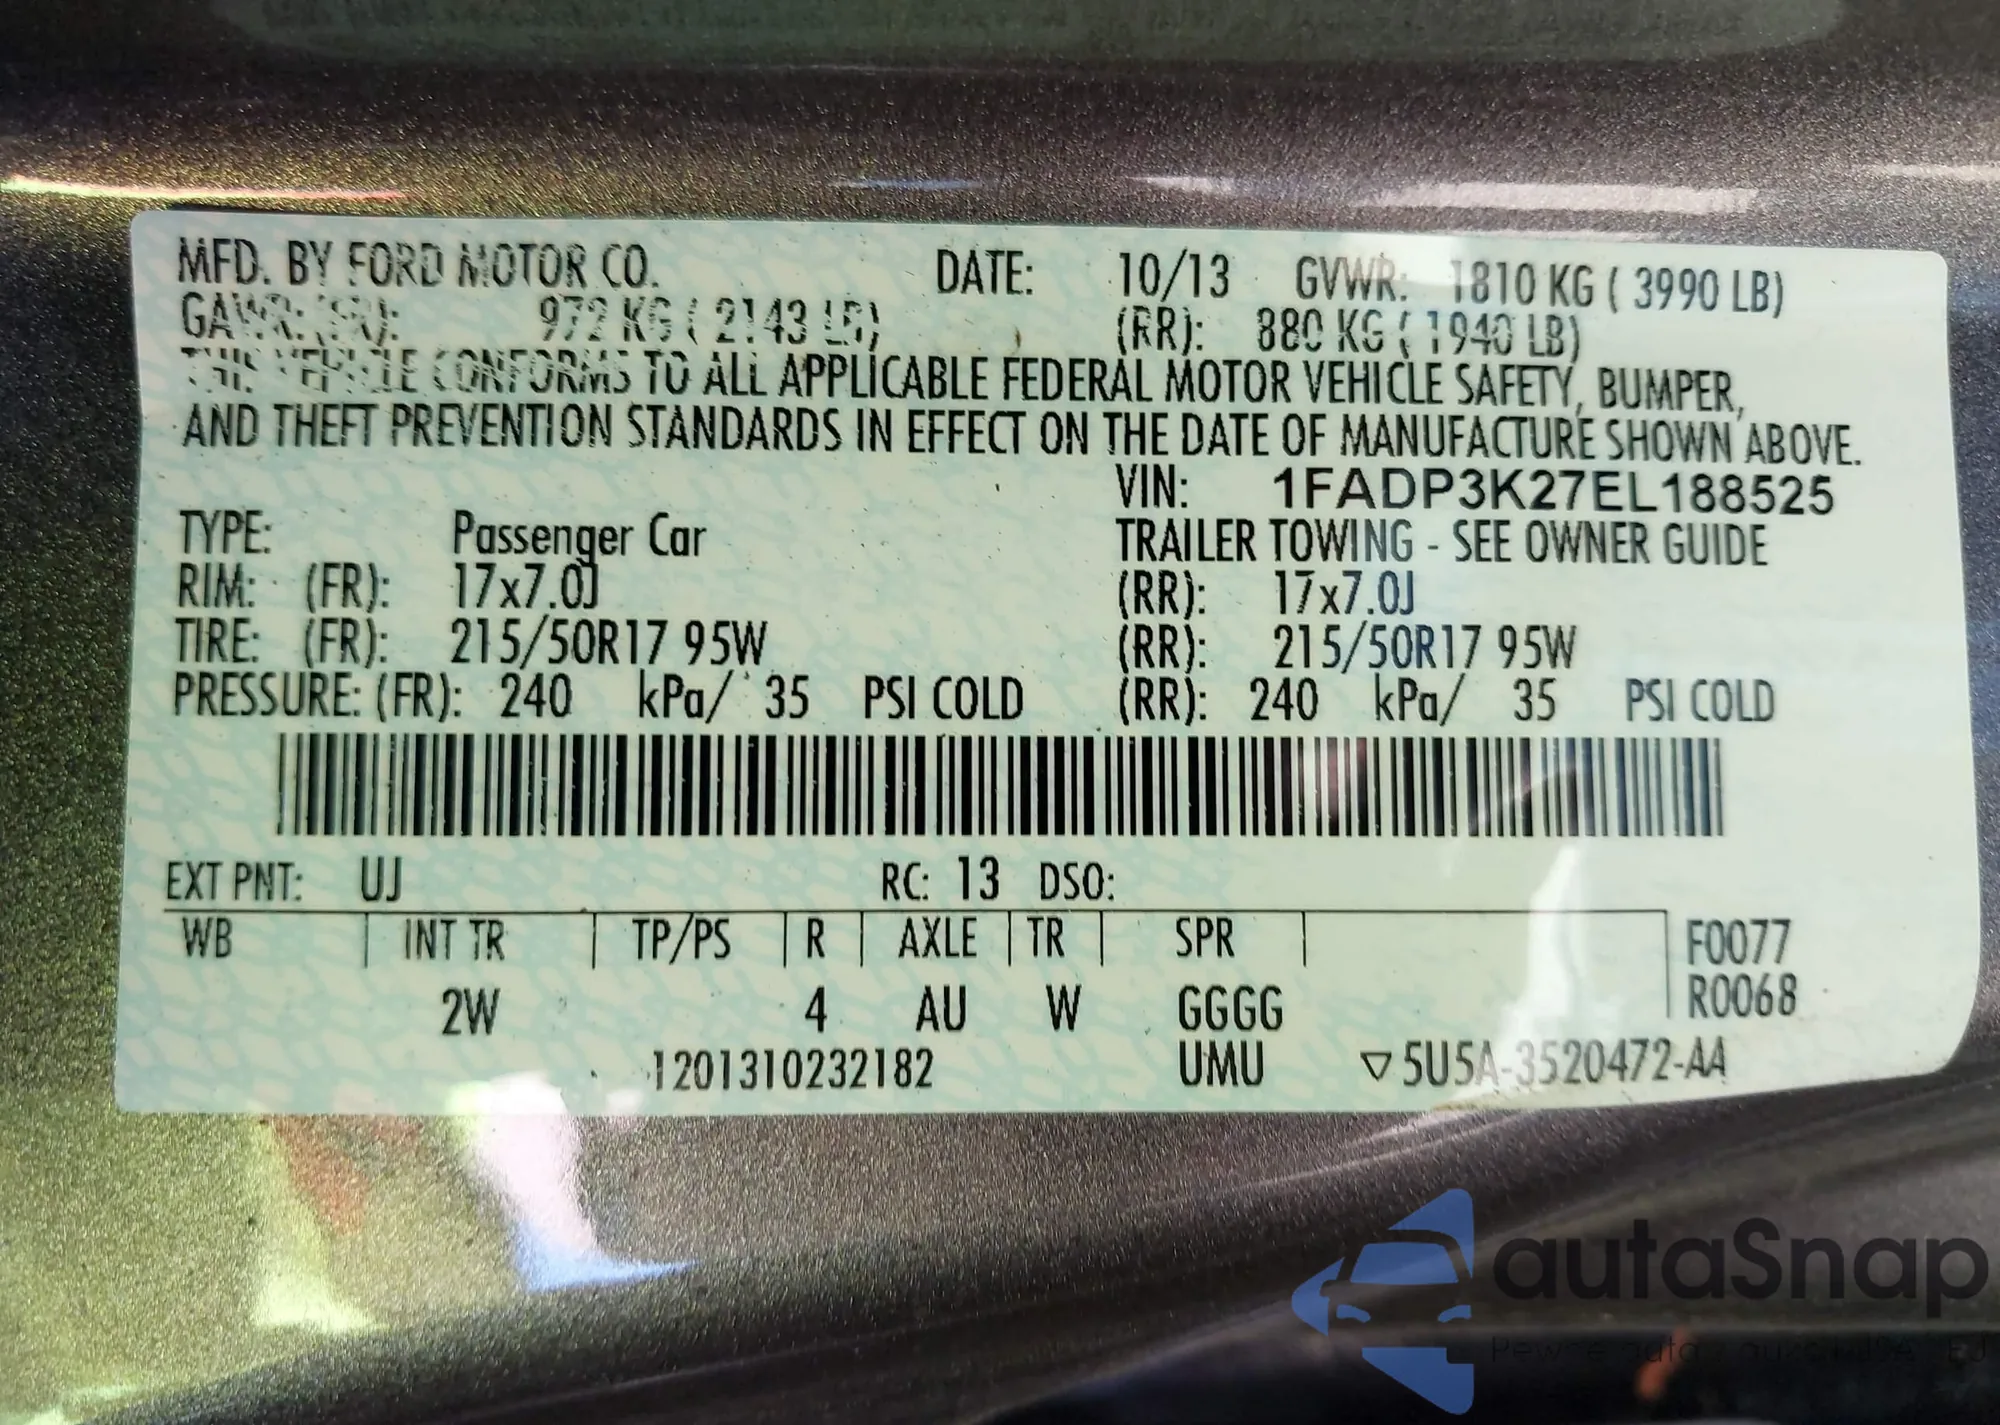 MFD. BY FORD MOTOR CO. DATE: 10/13 GVWR: 1810 KG ( 3990 LB)
GAWR: (FR): 972 KG ( 2143 LB) (RR): 880 KG ( 1940 LB)
THIS VEHICLE CONFORMS TO ALL APPLICABLE FEDERAL MOTOR VEHICLE SAFETY, BUMPER,
AND THEFT PREVENTION STANDARDS IN EFFECT ON THE DATE OF MANUFACTURE SHOWN ABOVE.
VIN: 1FADP3K27EL188525
TYPE: Passenger Car TRAILER TOWING - SEE OWNER GUIDE
RIM: (FR): 17x7.0J (RR): 17x7.0J
TIRE: (FR): 215/50R17 95W (RR): 215/50R17 95W
PRESSURE: (FR): 240 kPa/ 35 PSI COLD (RR): 240 kPa/ 35 PSI COLD
EXT PNT: UJ RC: 13 DSO:
WB INT TR TP/PS R AXLE TR SPR F0077
R0068
2W 4 AU W GGGG
1201310232182 UMU ▽5U5A-3520472-AA
autaSnap